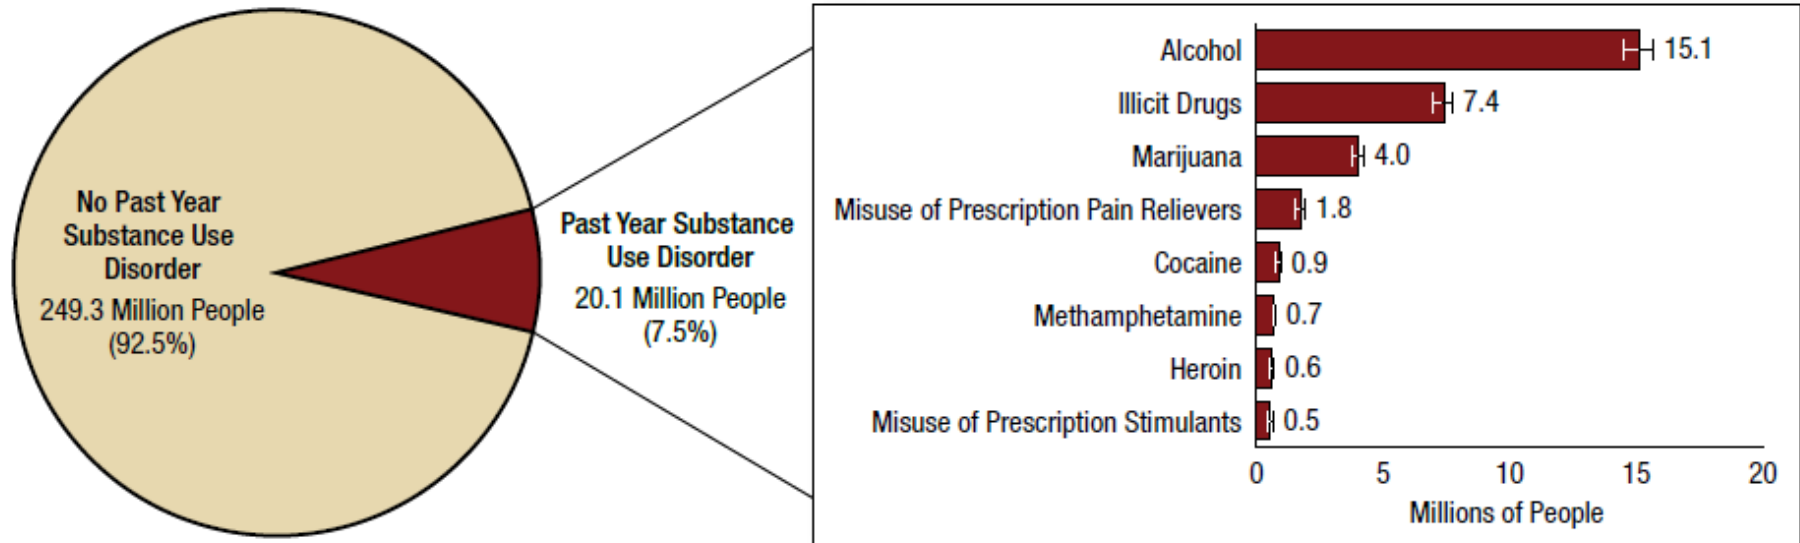 No Past Year
Substance Use
Disorder
249.3 Million People
(92.5%)
Past Year Substance
Use Disorder
20.1 Million People
(7.5%)
Alcohol 15.1
Illicit Drugs 7.4
Marijuana 4.0
Misuse of Prescription Pain Relievers 1.8
Cocaine 0.9
Methamphetamine 0.7
Heroin 0.6
Misuse of Prescription Stimulants 0.5
0 5 10 15 20
Millions of People